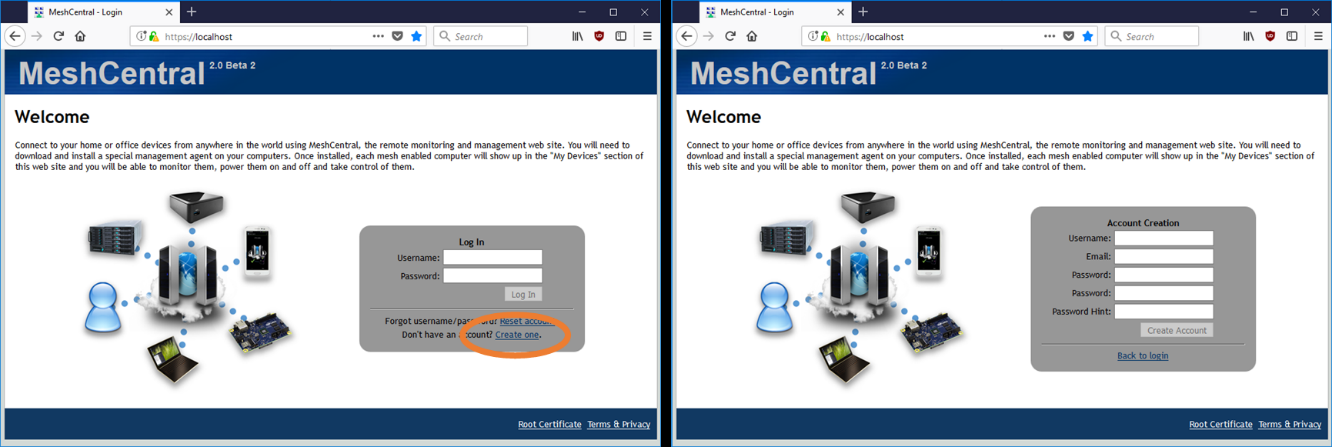 MeshCentral - Login
https://localhost
Search
MeshCentral 2.0 Beta 2
Welcome
Connect to your home or office devices from anywhere in the world using MeshCentral, the remote monitoring and management web site. You will need to
download and install a special management agent on your computers. Once installed, each mesh enabled computer will show up in the "My Devices" section of
this web site and you will be able to monitor them, power them on and off and take control of them.
Log In
Username:
Password:
Log In
Forgot username/password? Reset account.
Don't have an account? Create one.
Root Certificate Terms & Privacy
MeshCentral - Login
https://localhost
Search
MeshCentral 2.0 Beta 2
Welcome
Connect to your home or office devices from anywhere in the world using MeshCentral, the remote monitoring and management web site. You will need to
download and install a special management agent on your computers. Once installed, each mesh enabled computer will show up in the "My Devices" section of
this web site and you will be able to monitor them, power them on and off and take control of them.
Account Creation
Username:
Email:
Password:
Password:
Password Hint:
Create Account
Back to login
Root Certificate Terms & Privacy